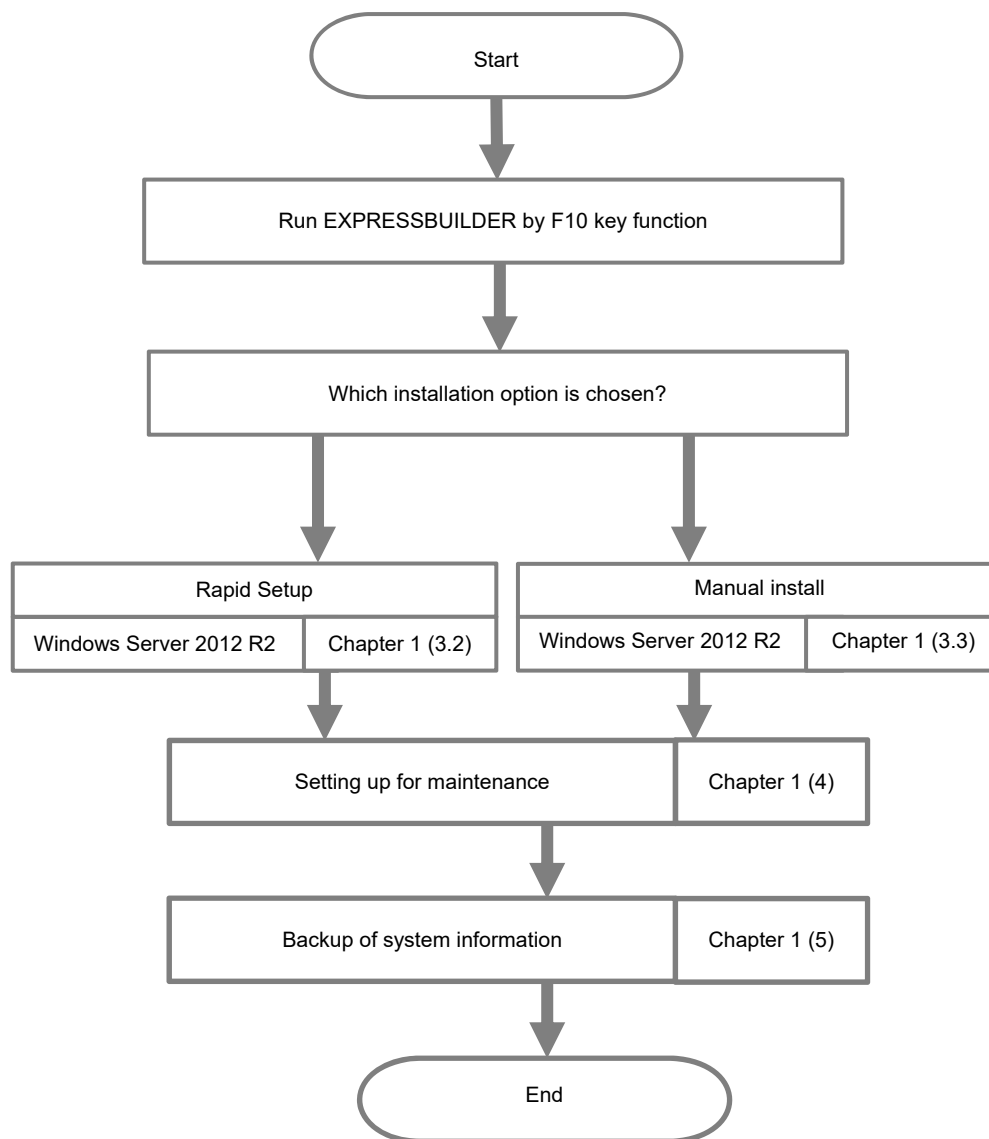 Start
Run EXPRESSBUILDER by F10 key function
Which installation option is chosen?
Rapid Setup
Windows Server 2012 R2
Chapter 1 (3.2)
Manual install
Windows Server 2012 R2
Chapter 1 (3.3)
Setting up for maintenance
Chapter 1 (4)
Backup of system information
Chapter 1 (5)
End